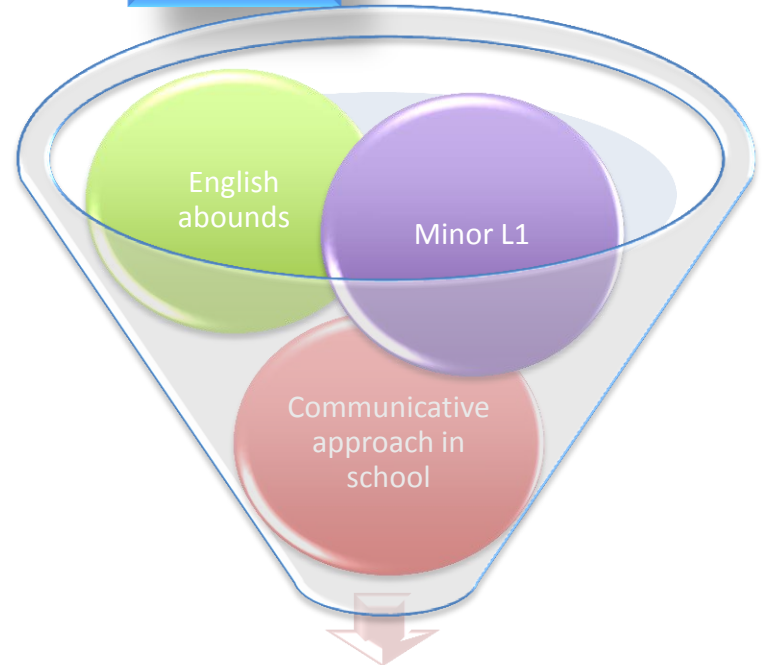 English
abounds
Minor L1
Communicative
approach in
school